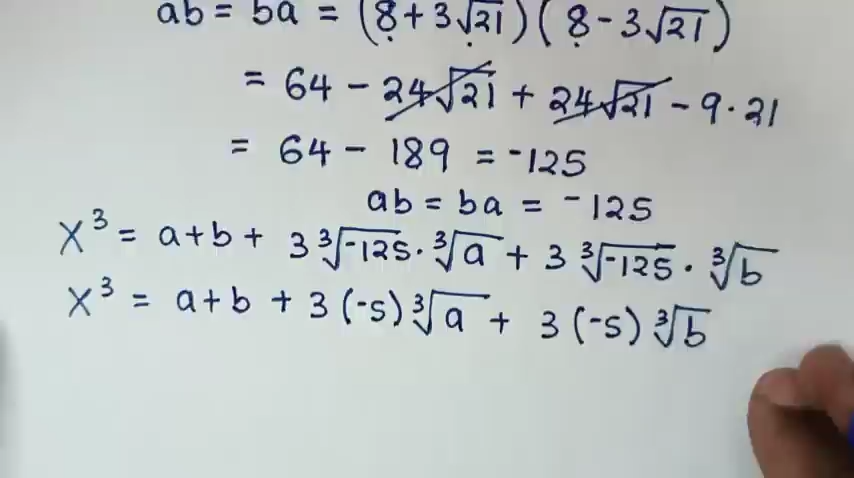 ab = ba = (8+3√21)(8-3√21)
= 64 - 24√21 + 24√21 - 9·21
= 64 - 189 = -125
ab = ba = -125
X³ = a+b + 3∛-125·∛a + 3∛-125·∛b
X³ = a+b + 3(-5)∛a + 3(-5)∛b